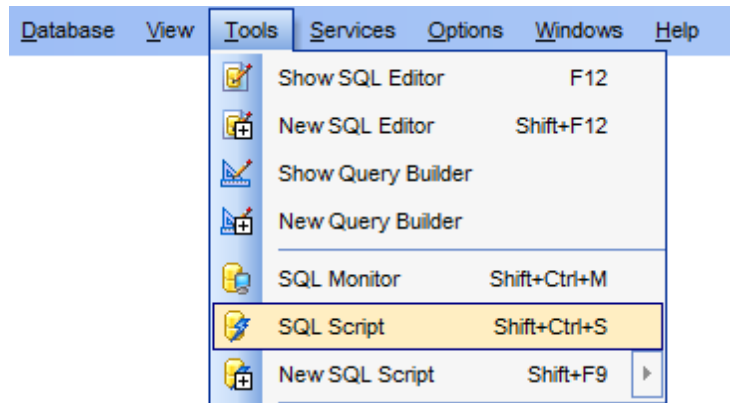 Database View Tools Services Options Windows Help
Show SQL Editor F12
New SQL Editor Shift+F12
Show Query Builder
New Query Builder
SQL Monitor Shift+Ctrl+M
SQL Script Shift+Ctrl+S
New SQL Script Shift+F9